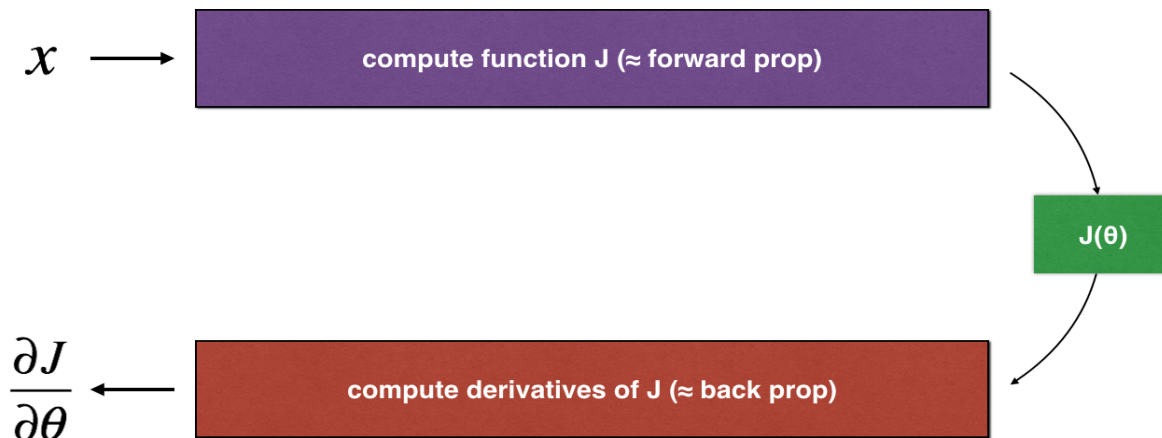 x
compute function J (≈ forward prop)
J(θ)
∂J
∂θ
compute derivatives of J (≈ back prop)